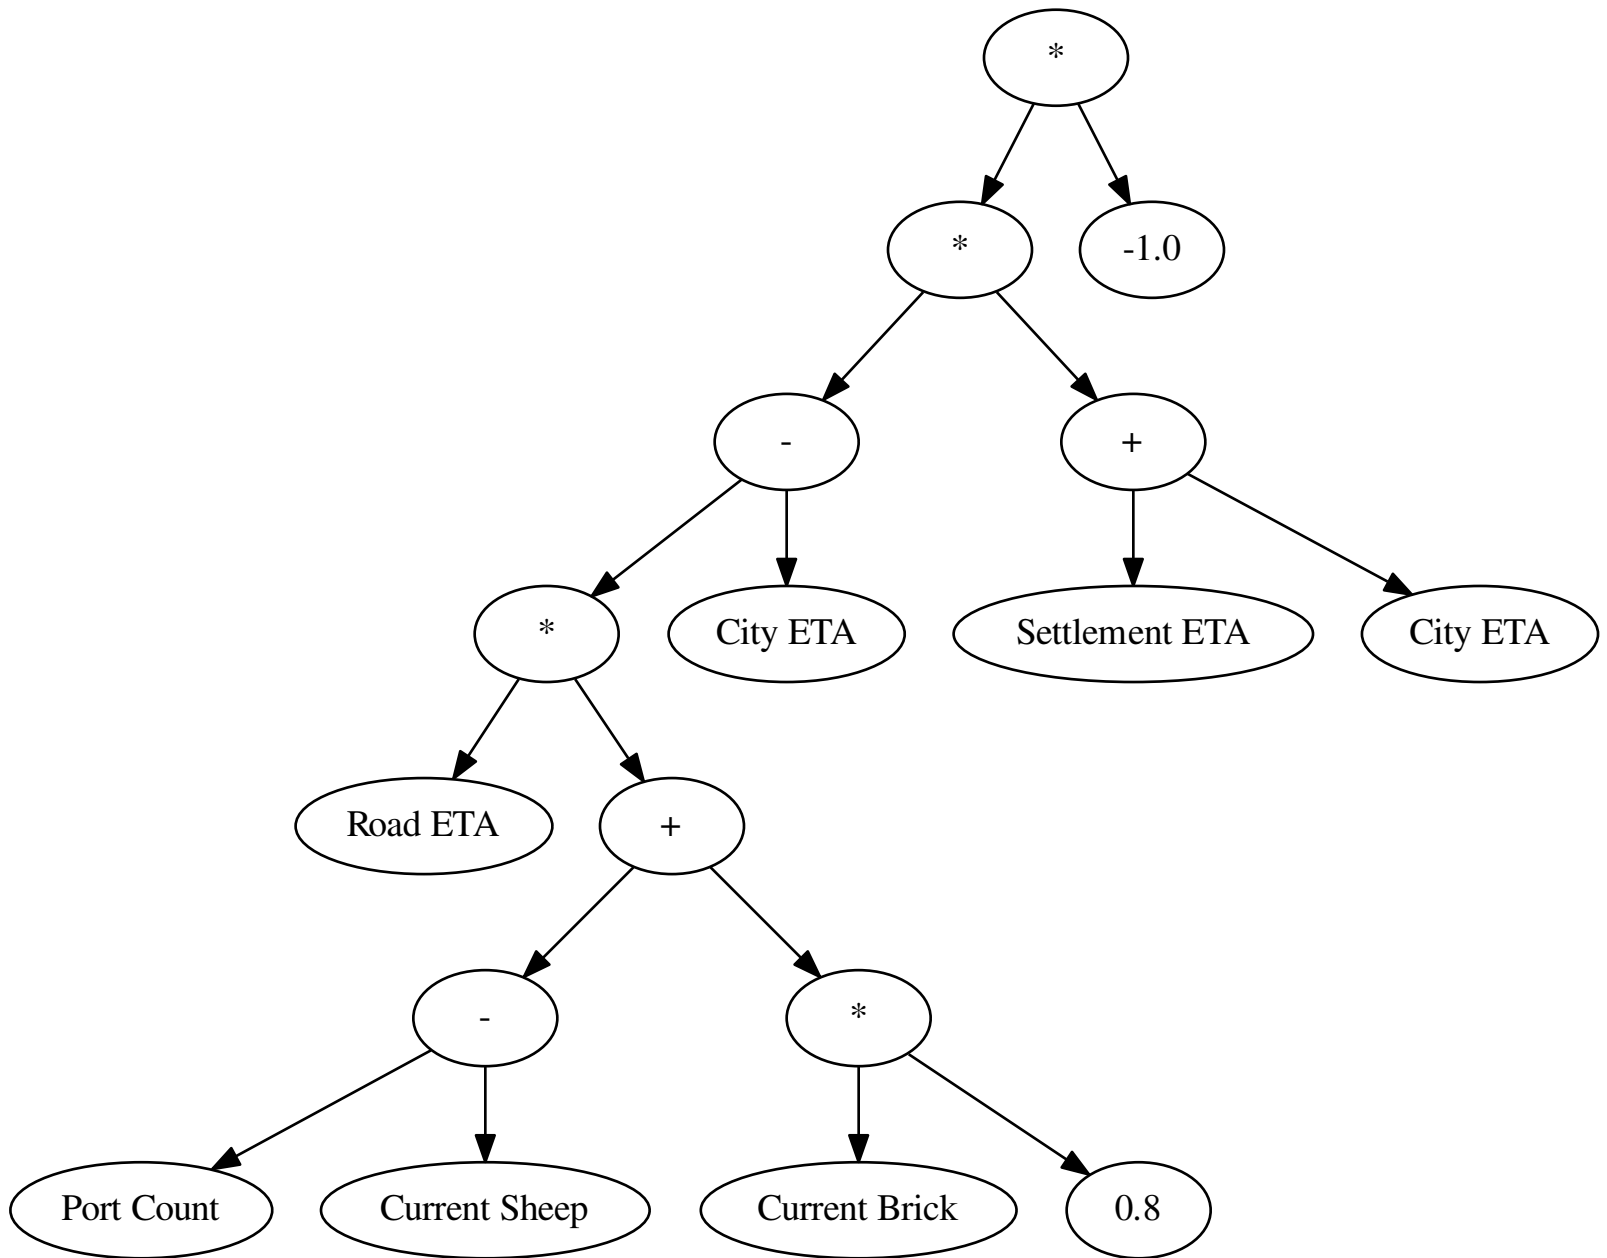 *
*
-1.0
-
+
*
City ETA
Settlement ETA
City ETA
Road ETA
+
-
*
Port Count
Current Sheep
Current Brick
0.8